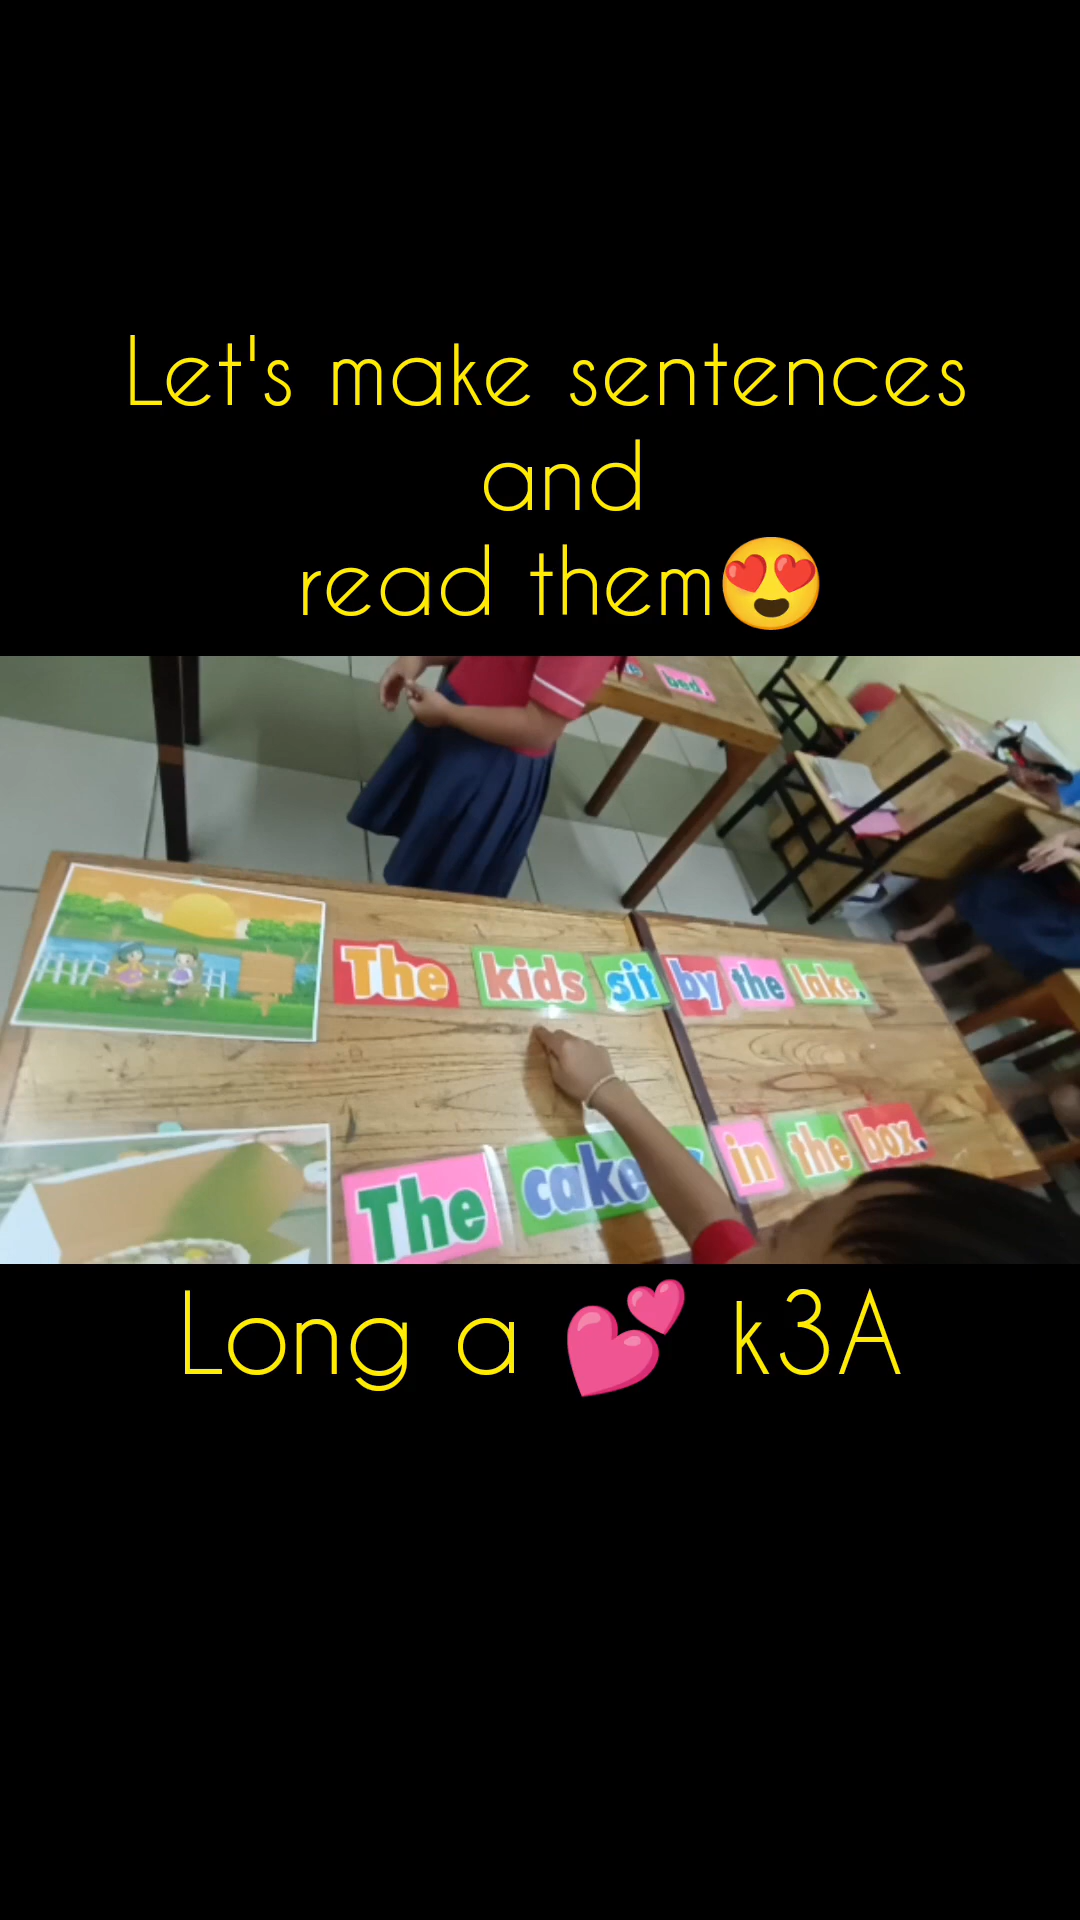 Let's make sentences
and
read them😍
bed.
The kids sit by the lake.
The cake in the box.
Long a 💕 k3A